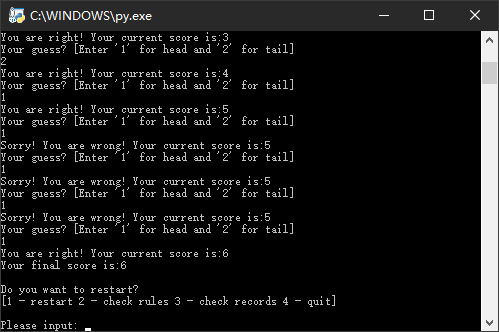 C:\WINDOWS\py.exe
You are right! Your current score is:3
Your guess? [Enter '1' for head and '2' for tail]
2
You are right! Your current score is:4
Your guess? [Enter '1' for head and '2' for tail]
1
You are right! Your current score is:5
Your guess? [Enter '1' for head and '2' for tail]
1
Sorry! You are wrong! Your current score is:5
Your guess? [Enter '1' for head and '2' for tail]
1
Sorry! You are wrong! Your current score is:5
Your guess? [Enter '1' for head and '2' for tail]
1
Sorry! You are wrong! Your current score is:5
Your guess? [Enter '1' for head and '2' for tail]
1
You are right! Your current score is:6
Your final score is:6
Do you want to restart?
[1 - restart 2 - check rules 3 - check records 4 - quit]
Please input: